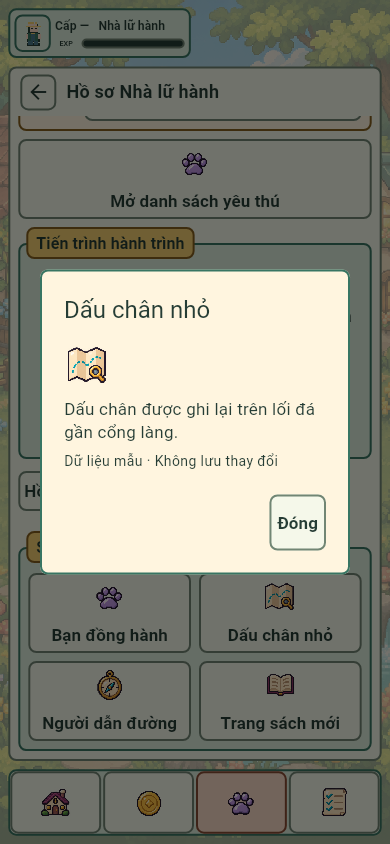 Cấp — Nhà lữ hành
EXP
Hồ sơ Nhà lữ hành
Mở danh sách yêu thú
Tiến trình hành trình
Dấu chân nhỏ
Dấu chân được ghi lại trên lối đá
gần cổng làng.
Dữ liệu mẫu · Không lưu thay đổi
Đóng
Bạn đồng hành
Dấu chân nhỏ
Người dẫn đường
Trang sách mới